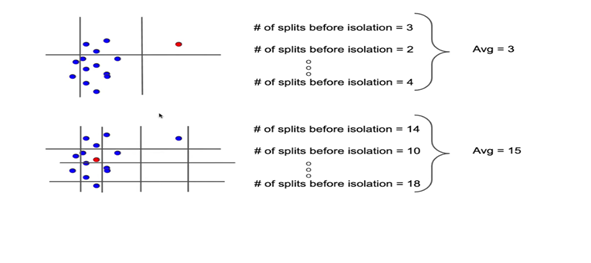 # of splits before isolation = 3
# of splits before isolation = 2
# of splits before isolation = 4
Avg = 3
# of splits before isolation = 14
# of splits before isolation = 10
# of splits before isolation = 18
Avg = 15